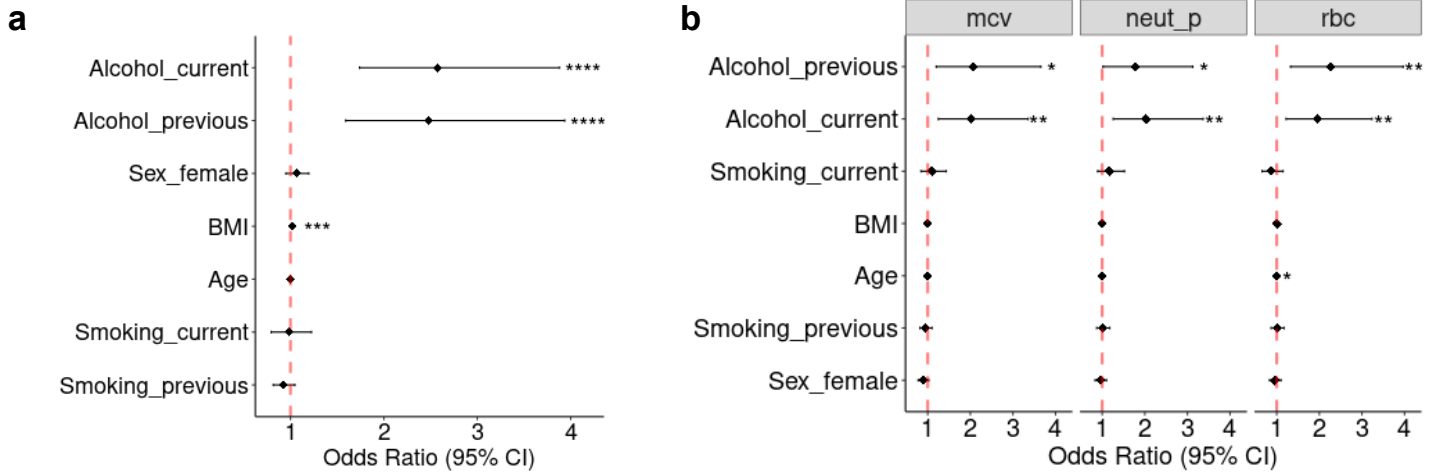 a
Alcohol_current
****
Alcohol_previous
****
Sex_female
BMI
***
Age
Smoking_current
Smoking_previous
1 2 3 4
Odds Ratio (95% CI)
b
mcv neut_p rbc
Alcohol_previous
* * **
Alcohol_current
** ** **
Smoking_current
BMI
Age
*
Smoking_previous
Sex_female
1 2 3 4 1 2 3 4 1 2 3 4
Odds Ratio (95% CI)